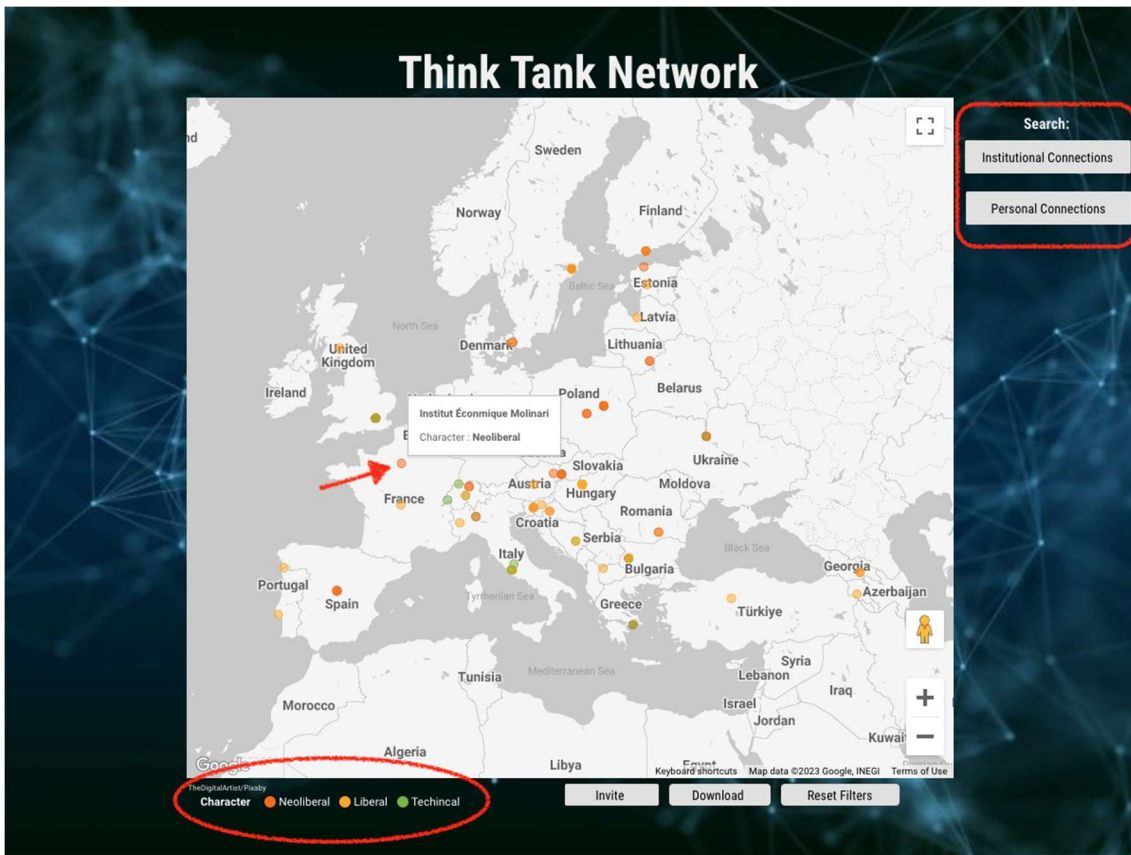 Think Tank Network
Search:
Institutional Connections
Personal Connections
nd
Sweden
Norway
Finland
Baltic Sea
Estonia
North Sea
Latvia
United
Kingdom
Denmark
Lithuania
Ireland
Poland
Belarus
Institut Éconmique Molinari
Character : Neoliberal
Ukraine
Slovakia
Austria
Hungary
Moldova
France
Romania
Croatia
Serbia
Black Sea
Italy
Bulgaria
Georgia
Portugal
Spain
Azerbaijan
Tyrrhenian Sea
Greece
Türkiye
Mediterranean Sea
Tunisia
Syria
Lebanon
Iraq
Morocco
Israel
Jordan
Kuwai
Algeria
Libya
Egypt
Google
Keyboard shortcuts
Map data ©2023 Google, INEGI
Terms of Use
TheDigitalArtist/Pixaby
Character Neoliberal Liberal Techincal
Invite
Download
Reset Filters